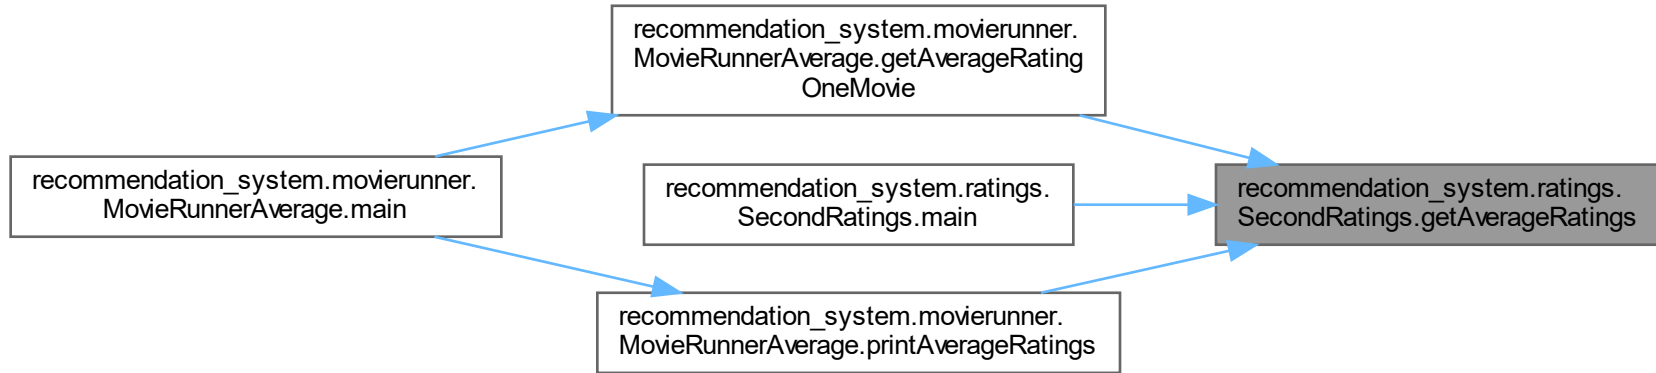 recommendation_system.movierunner.
MovieRunnerAverage.getAverageRating
OneMovie
recommendation_system.movierunner.
MovieRunnerAverage.main
recommendation_system.ratings.
SecondRatings.main
recommendation_system.ratings.
SecondRatings.getAverageRatings
recommendation_system.movierunner.
MovieRunnerAverage.printAverageRatings